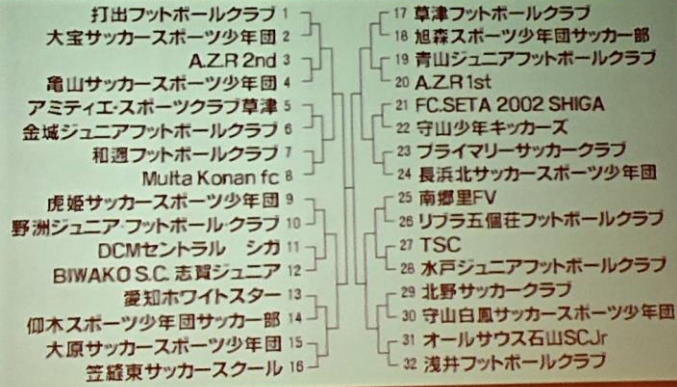 打出フットボールクラブ 1
大宝サッカースポーツ少年団 2
A.Z.R 2nd 3
亀山サッカースポーツ少年団 4
アミティエ・スポーツクラブ草津 5
金城ジュニアフットボールクラブ 6
和邇フットボールクラブ 7
Multa Konan fc 8
虎姫サッカースポーツ少年団 9
野洲ジュニア・フットボール・クラブ 10
DCMセントラル シガ 11
BIWAKO S.C. 志賀ジュニア 12
愛知ホワイトスター 13
仰木スポーツ少年団サッカー部 14
大原サッカースポーツ少年団 15
笠縫東サッカースクール 16
17 草津フットボールクラブ
18 旭森スポーツ少年団サッカー部
19 青山ジュニアフットボールクラブ
20 A.Z.R 1st
21 FC.SETA 2002 SHIGA
22 守山少年キッカーズ
23 プライマリーサッカークラブ
24 長浜北サッカースポーツ少年団
25 南郷里FV
26 リブラ五個荘フットボールクラブ
27 TSC
28 水戸ジュニアフットボールクラブ
29 北野サッカークラブ
30 守山白鳳サッカースポーツ少年団
31 オールサウス石山SCJr
32 浅井フットボールクラブ